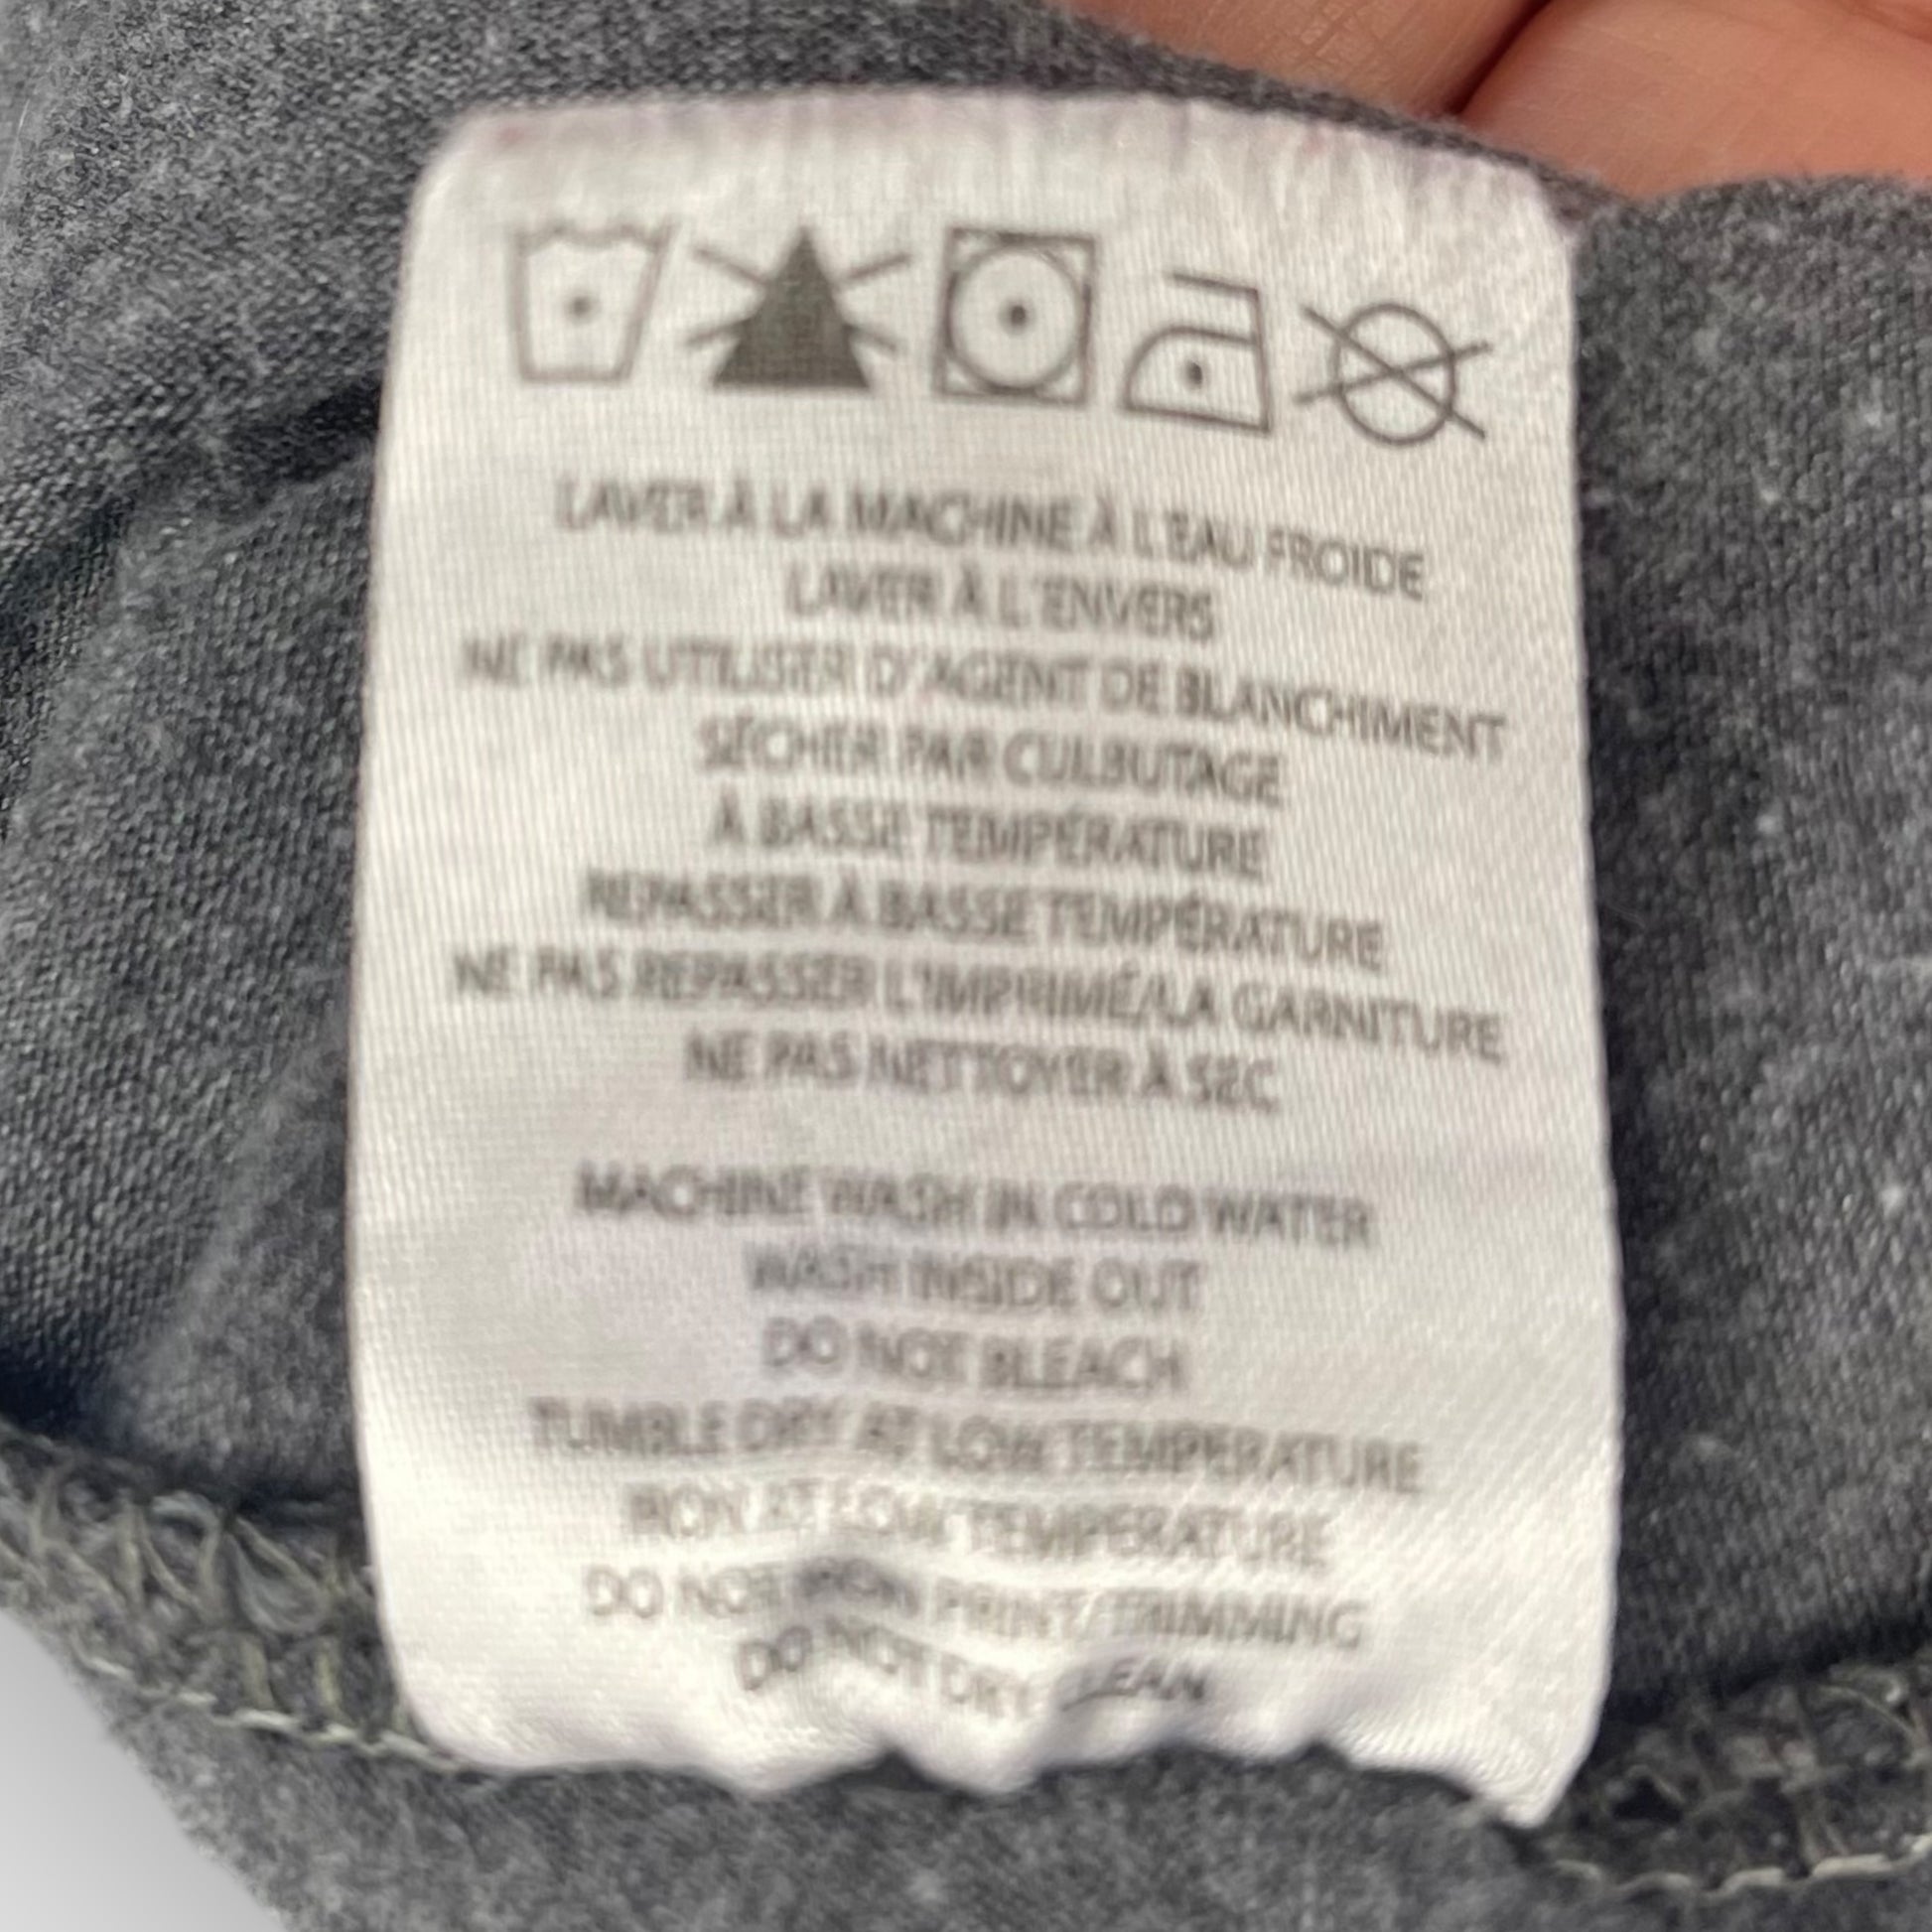 LAVER À LA MACHINE À L'EAU FROIDE
LAVER À L'ENVERS
NE PAS UTILISER D'AGENT DE BLANCHIMENT
SÉCHER PAR CULBUTAGE
À BASSE TEMPÉRATURE
REPASSER À BASSE TEMPÉRATURE
NE PAS REPASSER L'IMPRIMÉ/LA GARNITURE
NE PAS NETTOYER À SEC
MACHINE WASH IN COLD WATER
WASH INSIDE OUT
DO NOT BLEACH
TUMBLE DRY AT LOW TEMPERATURE
IRON AT LOW TEMPERATURE
DO NOT IRON PRINT/TRIMMING
DO NOT DRY CLEAN